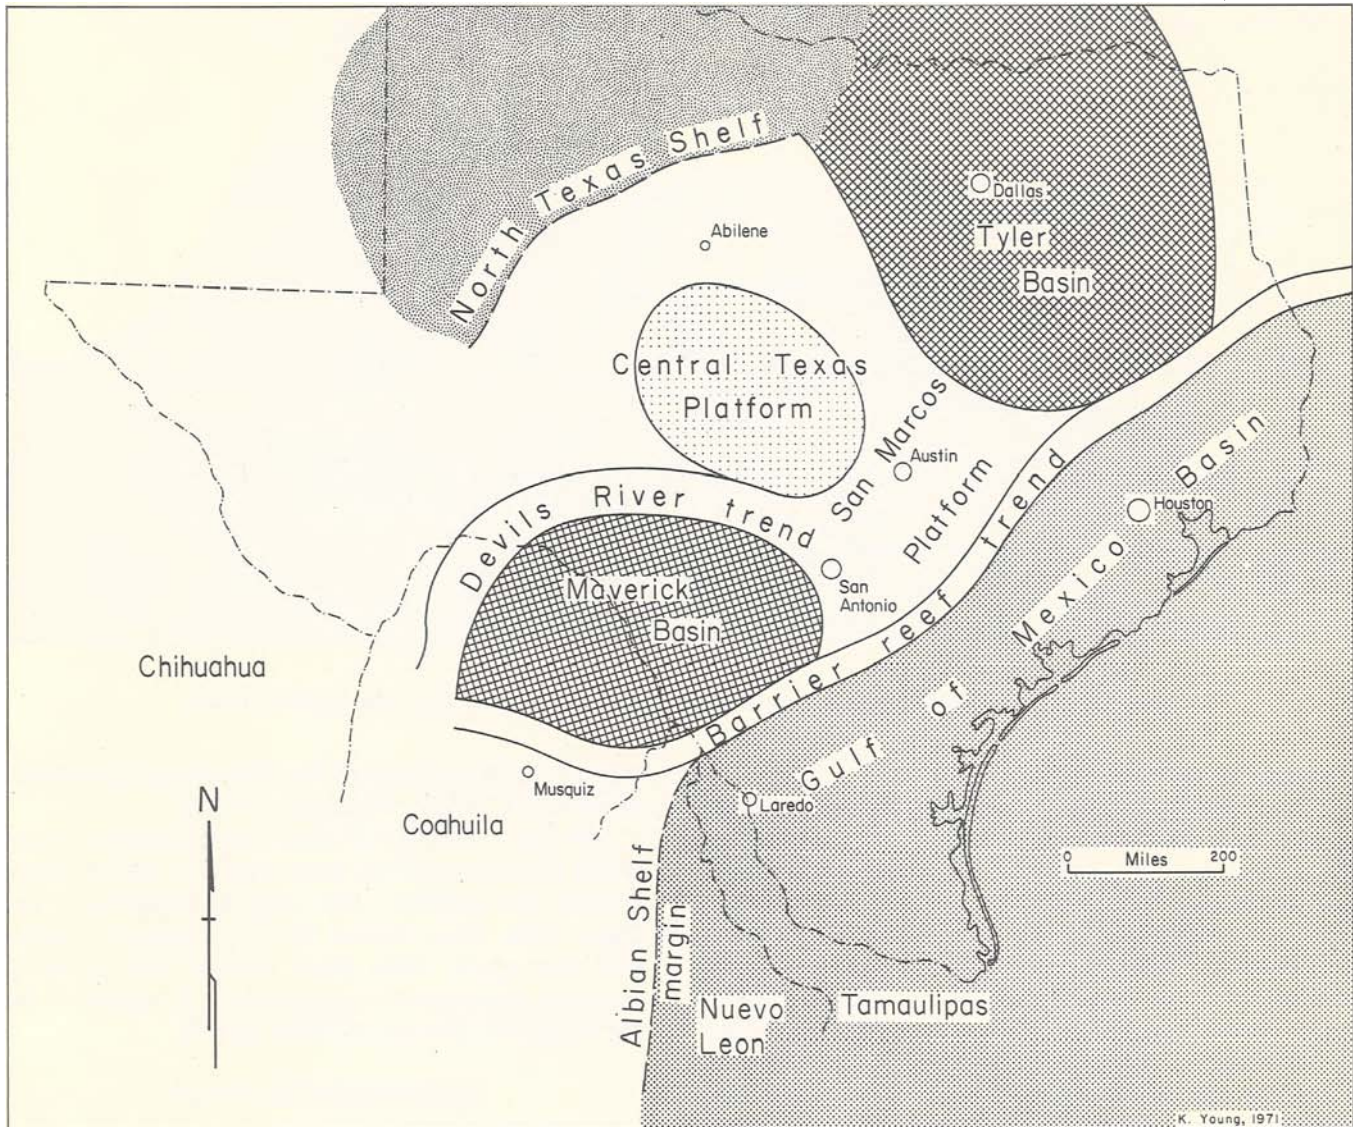 North Texas Shelf
Dallas
Tyler
Basin
Abilene
Central Texas
Platform
San Marcos
Platform
Austin
Devils River trend
Maverick
Basin
San
Antonio
Barrier reef trend
Gulf of Mexico Basin
Houston
Chihuahua
Musquiz
Coahuila
Laredo
N
0 Miles 200
Albian Shelf
margin
Nuevo
Leon
Tamaulipas
K. Young, 1971